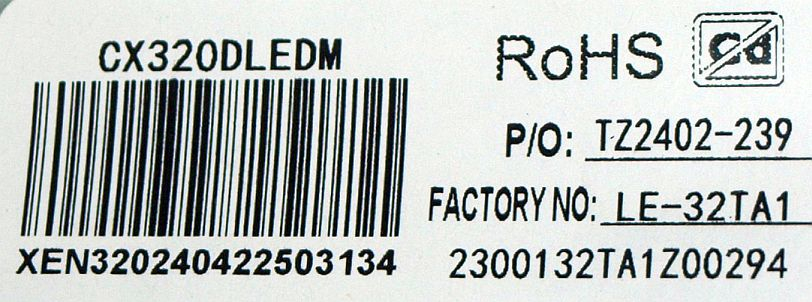 CX320DLEDM
XEN320240422503134
RoHS Cd
P/O: TZ2402-239
FACTORY NO: LE-32TA1
2300132TA1Z00294